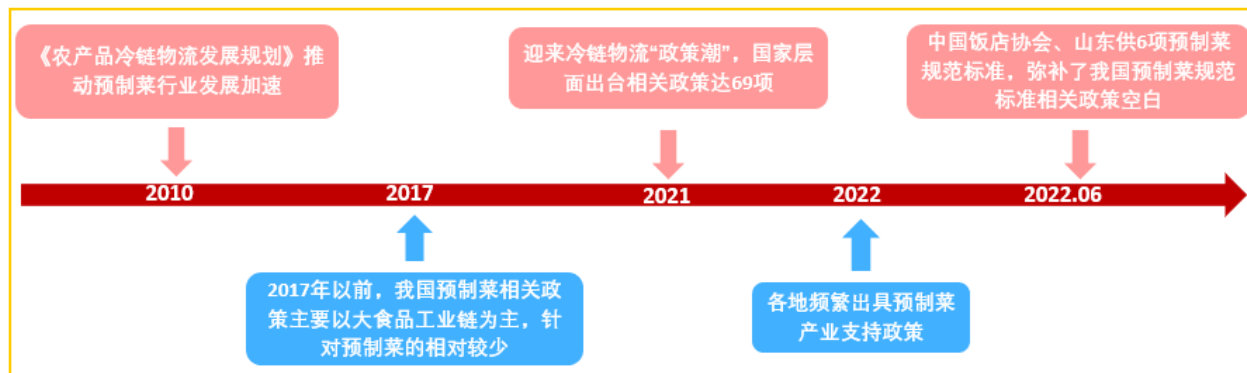 《农产品冷链物流发展规划》推
动预制菜行业发展加速
迎来冷链物流“政策潮”，国家层
面出台相关政策达69项
中国饭店协会、山东供6项预制菜
规范标准，弥补了我国预制菜规范
标准相关政策空白
2010
2017
2021
2022
2022.06
2017年以前，我国预制菜相关政
策主要以大食品工业链为主，针
对预制菜的相对较少
各地频繁出具预制菜
产业支持政策